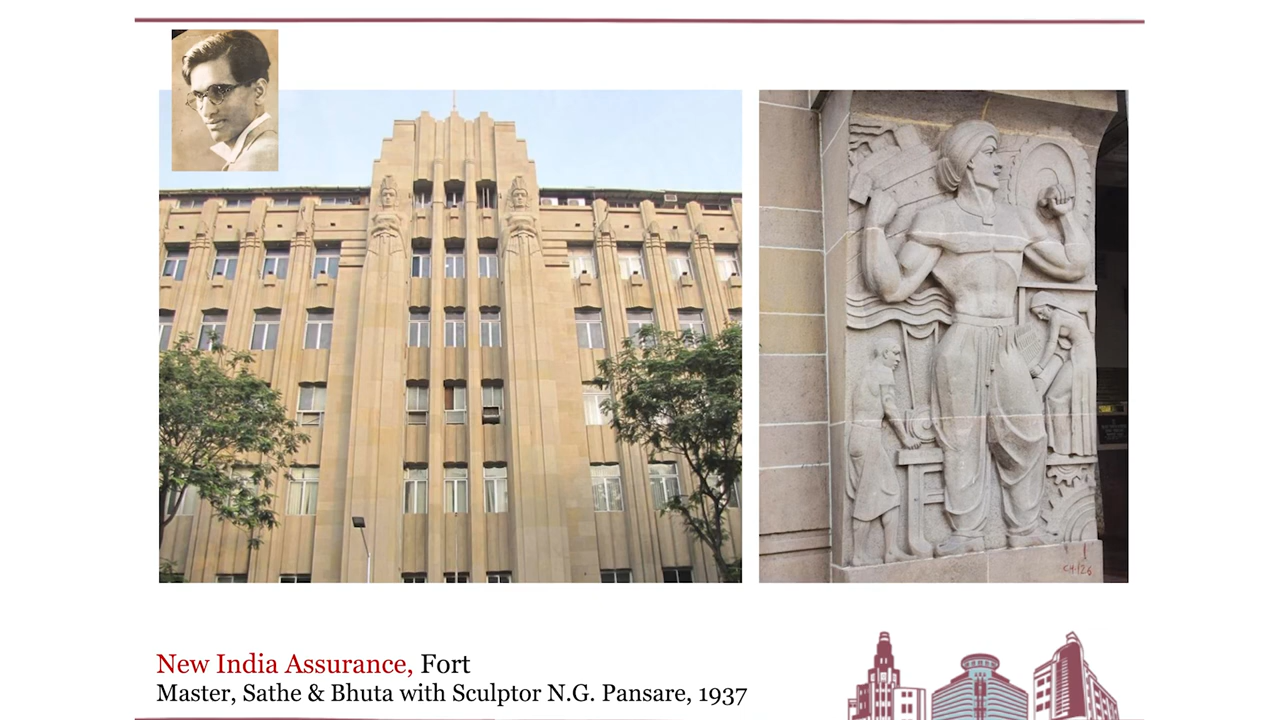 New India Assurance, Fort
Master, Sathe & Bhuta with Sculptor N.G. Pansare, 1937